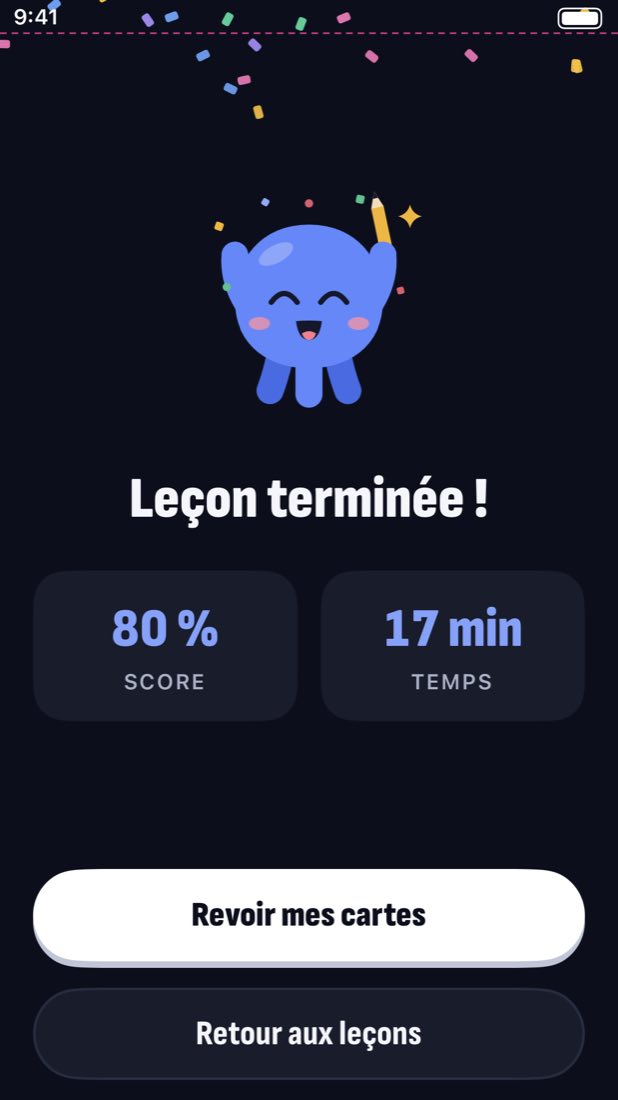 9:41
Leçon terminée !
80 %
SCORE
17 min
TEMPS
Revoir mes cartes
Retour aux leçons